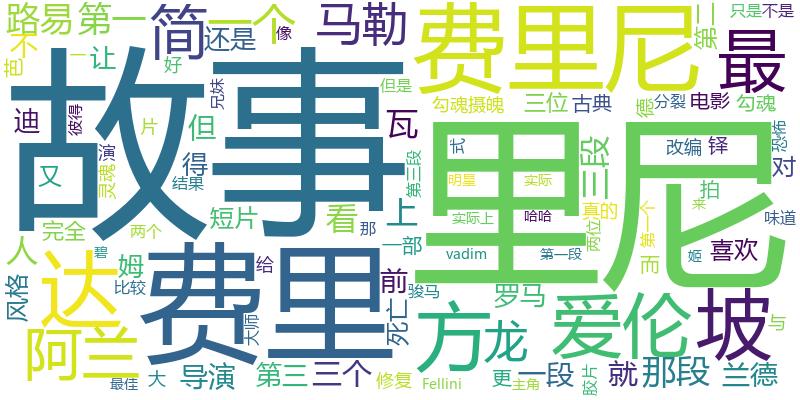 路易 第一 简 一个 马勒 费里尼 第二 只是 不是
芭 不 让 好 还是 像 最
故事 兄妹 但是 勾魂摄魄 三位 古典 德 分裂 电影 勾魂
迪 彼得 片 但 瓦 里尼 式 三段 改编 铎 恐怖
又 灵魂 演 得 结果 第三段 明星 实际 拍 对
完全 两个 短片 看 上 实际上 哈哈 真的 第一个 来 味道
人 碧 姆 那 一部 vadim 第一段 两位 而 姬 喜欢
风格 达 比较 费里 给 前 骏马 罗马 与
阿兰 大师 死亡 方 龙 爱伦 坡
最佳 大 导演 第三 三个 修复 Fellini 更 主角 一段 胶片 就 那段 兰德